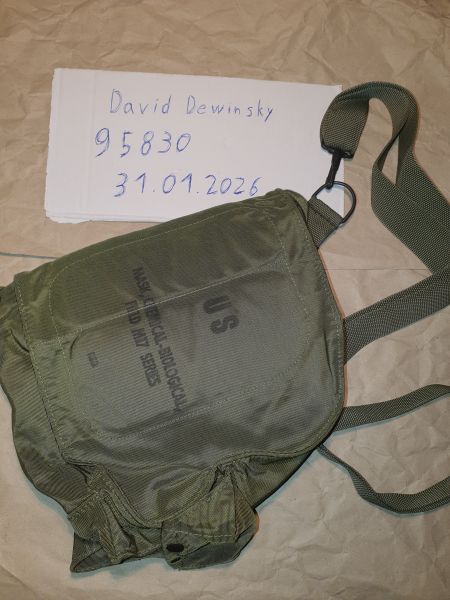 David Dewinsky
95830
31.01.2026
US
MASK, CHEMICAL-BIOLOGICAL,
FIELD M17 SERIES